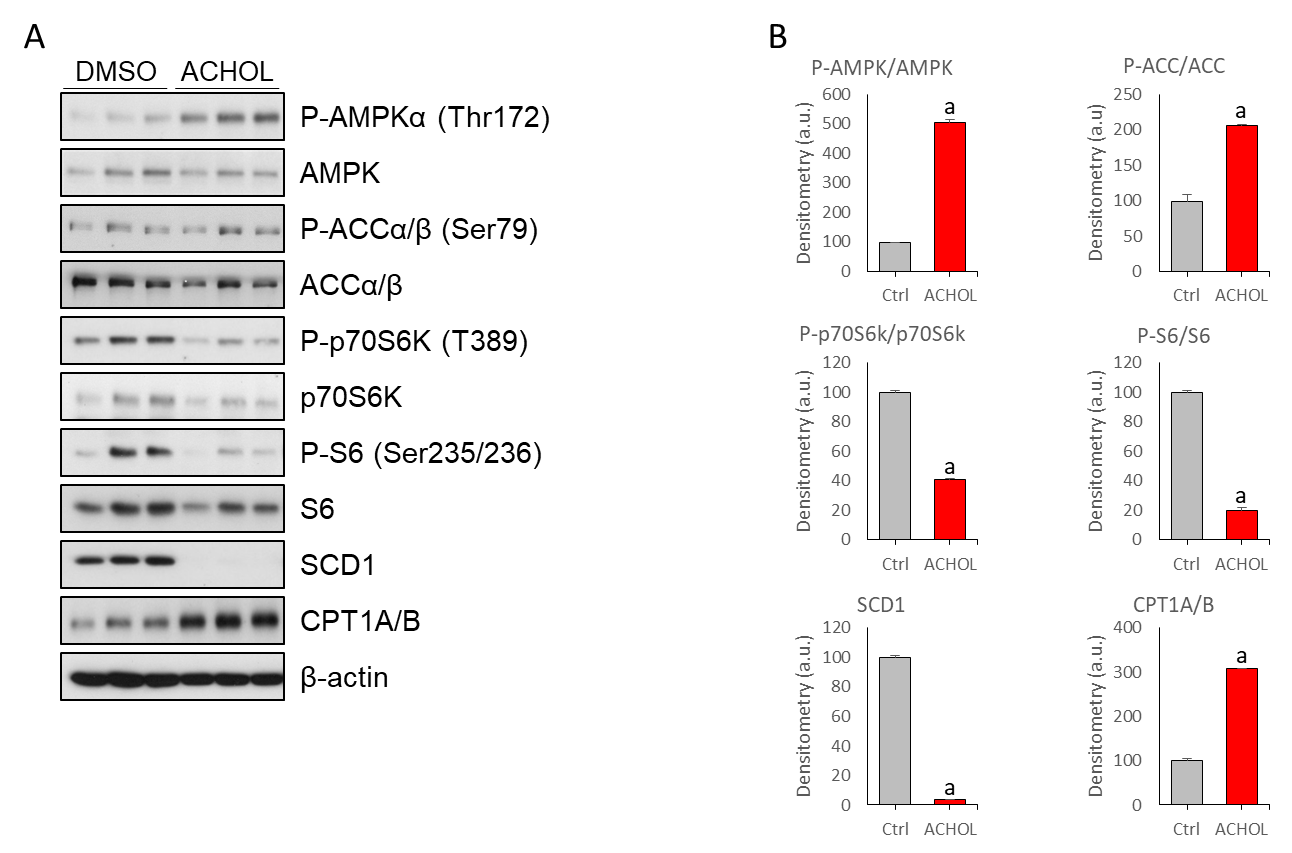 A
DMSO ACHOL
P-AMPKα (Thr172)
AMPK
P-ACCα/β (Ser79)
ACCα/β
P-p70S6K (T389)
p70S6K
P-S6 (Ser235/236)
S6
SCD1
CPT1A/B
β-actin
B
P-AMPK/AMPK
Densitometry (a.u.)
600
500
400
300
200
100
0
a
Ctrl ACHOL
P-ACC/ACC
Densitometry (a.u)
250
200
150
100
50
0
a
Ctrl ACHOL
P-p70S6k/p70S6k
Densitometry (a.u.)
120
100
80
60
40
20
0
a
Ctrl ACHOL
P-S6/S6
Densitometry (a.u.)
120
100
80
60
40
20
0
a
Ctrl ACHOL
SCD1
Densitometry (a.u.)
120
100
80
60
40
20
0
a
Ctrl ACHOL
CPT1A/B
Densitometry (a.u.)
400
300
200
100
0
a
Ctrl ACHOL